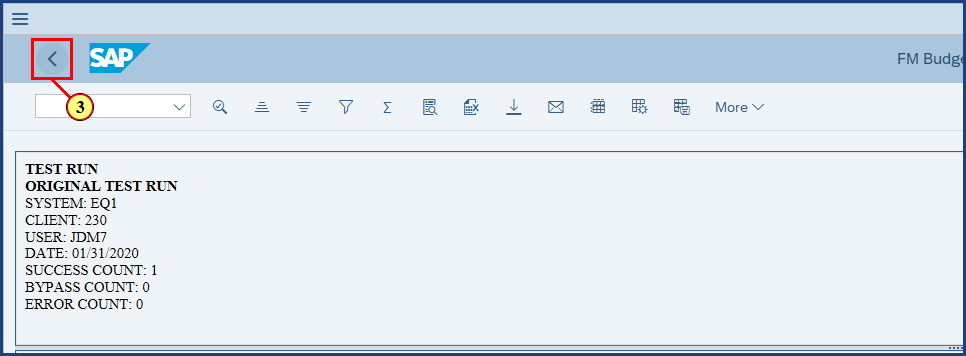 SAP
FM Budge
3
More
TEST RUN
ORIGINAL TEST RUN
SYSTEM: EQ1
CLIENT: 230
USER: JDM7
DATE: 01/31/2020
SUCCESS COUNT: 1
BYPASS COUNT: 0
ERROR COUNT: 0